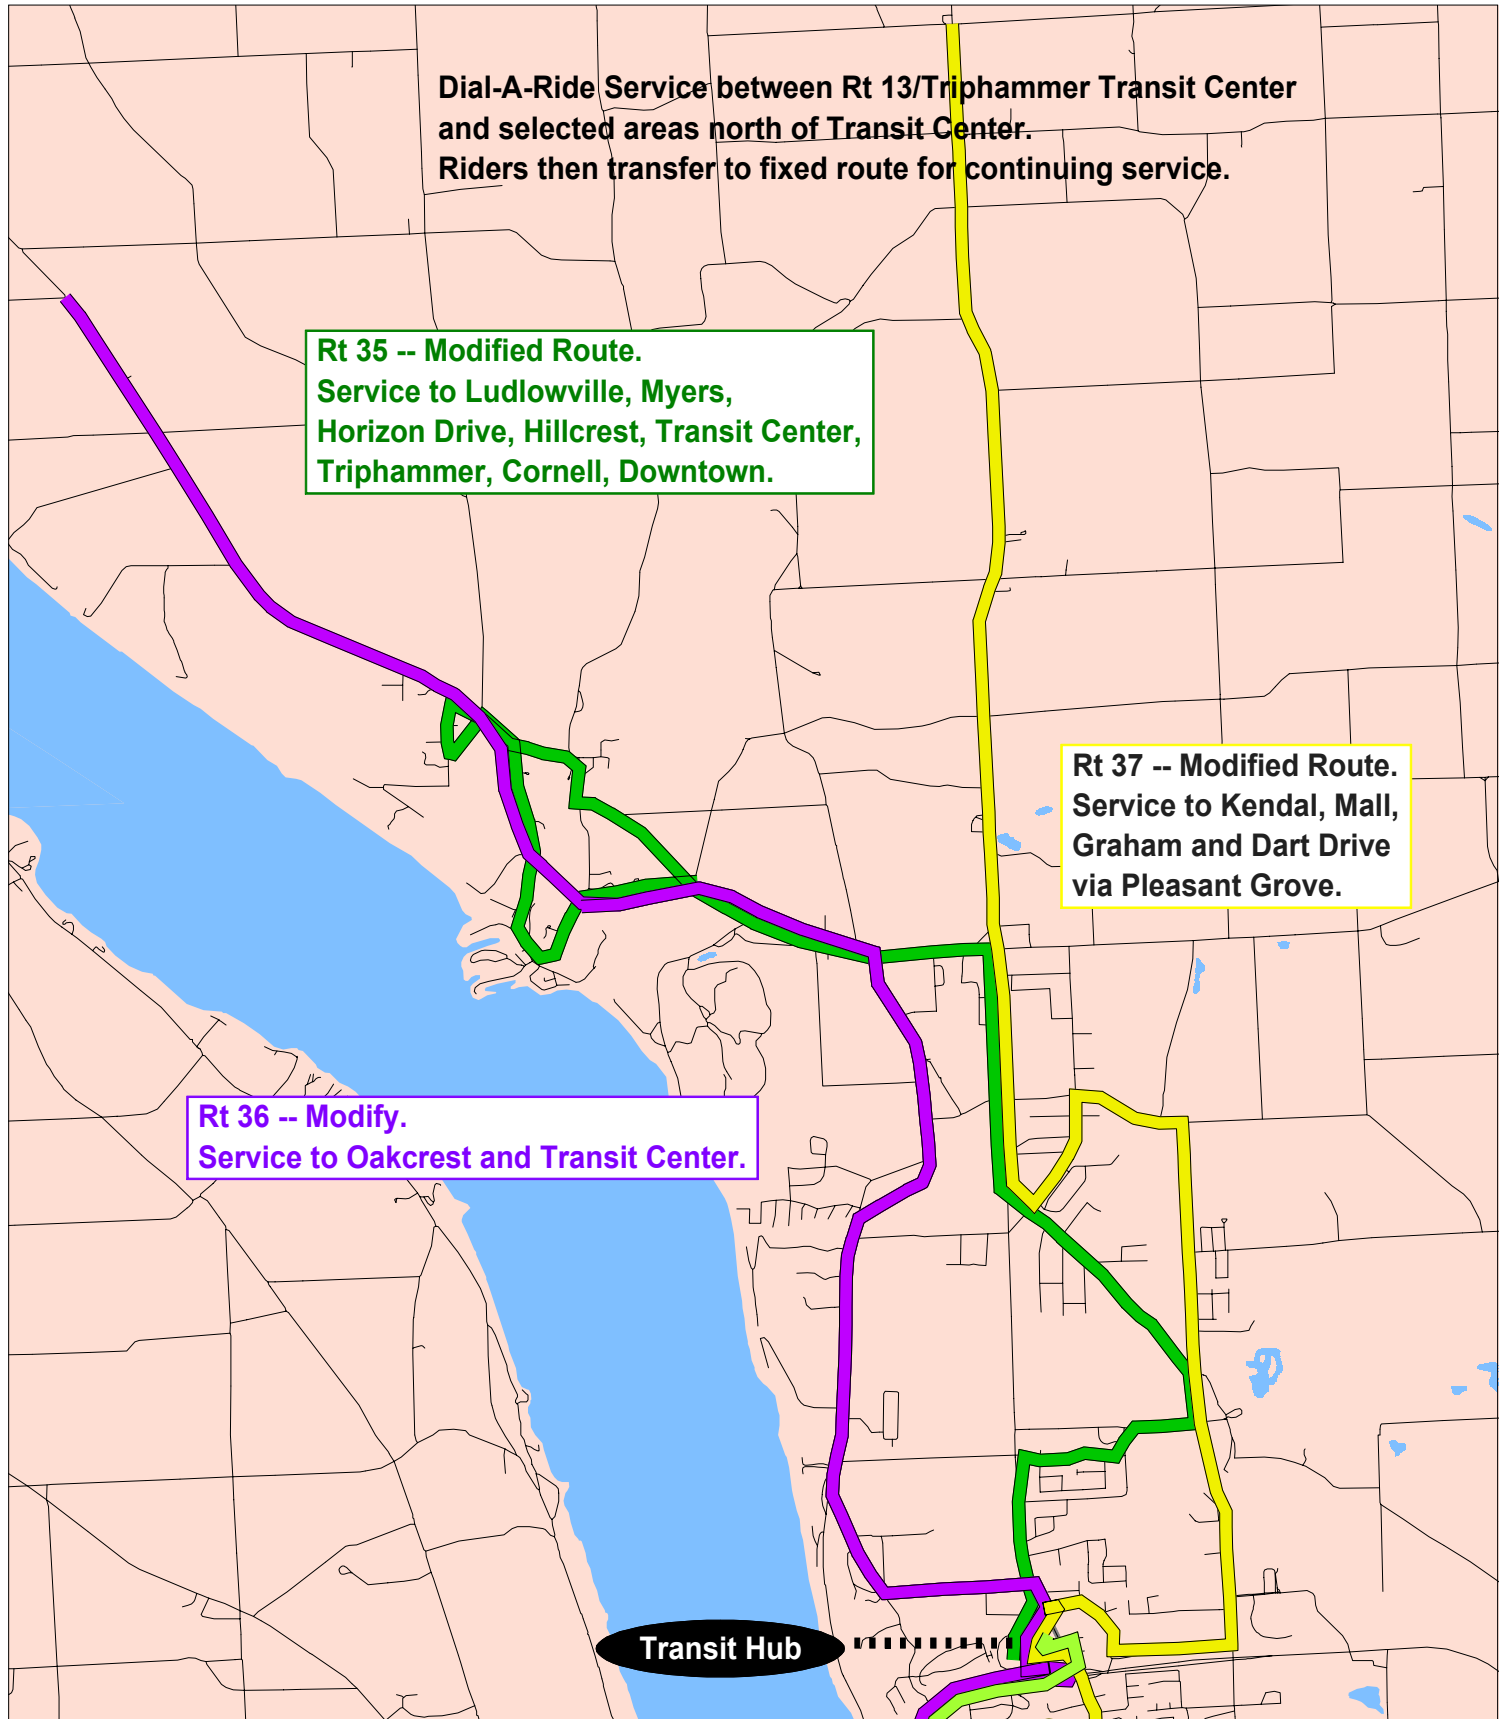 Dial-A-Ride Service between Rt 13/Triphammer Transit Center
and selected areas north of Transit Center.
Riders then transfer to fixed route for continuing service.
Rt 35 -- Modified Route.
Service to Ludlowville, Myers,
Horizon Drive, Hillcrest, Transit Center,
Triphammer, Cornell, Downtown.
Rt 37 -- Modified Route.
Service to Kendal, Mall,
Graham and Dart Drive
via Pleasant Grove.
Rt 36 -- Modify.
Service to Oakcrest and Transit Center.
Transit Hub